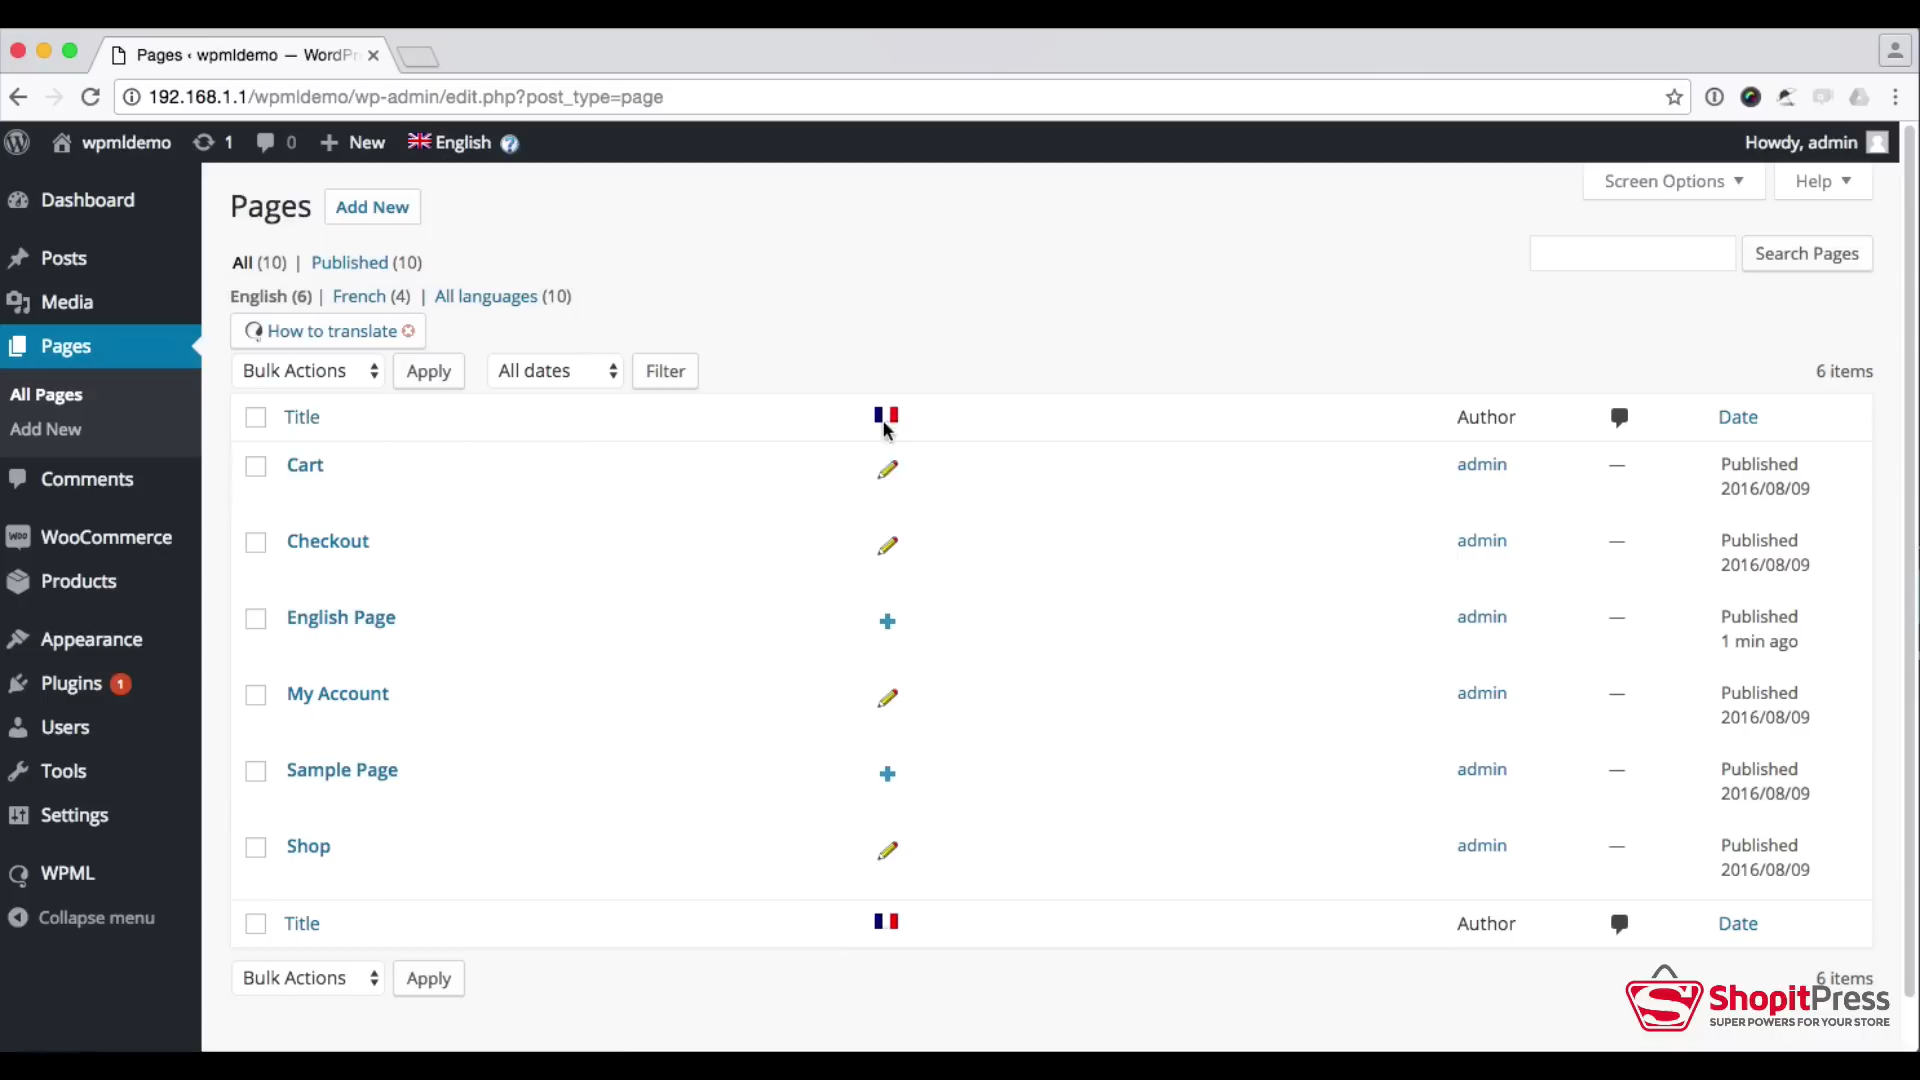 Pages ‹ wpmldemo — WordPr
192.168.1.1/wpmldemo/wp-admin/edit.php?post_type=page
wpmldemo 1 0 New English ? Howdy, admin
Screen Options Help
Dashboard
Posts
Media
Pages
All Pages
Add New
Comments
WooCommerce
Products
Appearance
Plugins 1
Users
Tools
Settings
WPML
Collapse menu
Pages Add New
All (10) | Published (10)
Search Pages
English (6) | French (4) | All languages (10)
How to translate
Bulk Actions Apply All dates Filter 6 items
Title Author Date
Cart admin — Published
2016/08/09
Checkout admin — Published
2016/08/09
English Page admin — Published
1 min ago
My Account admin — Published
2016/08/09
Sample Page admin — Published
2016/08/09
Shop admin — Published
2016/08/09
Title Author Date
Bulk Actions Apply 6 items
ShopitPress
SUPER POWERS FOR YOUR STORE